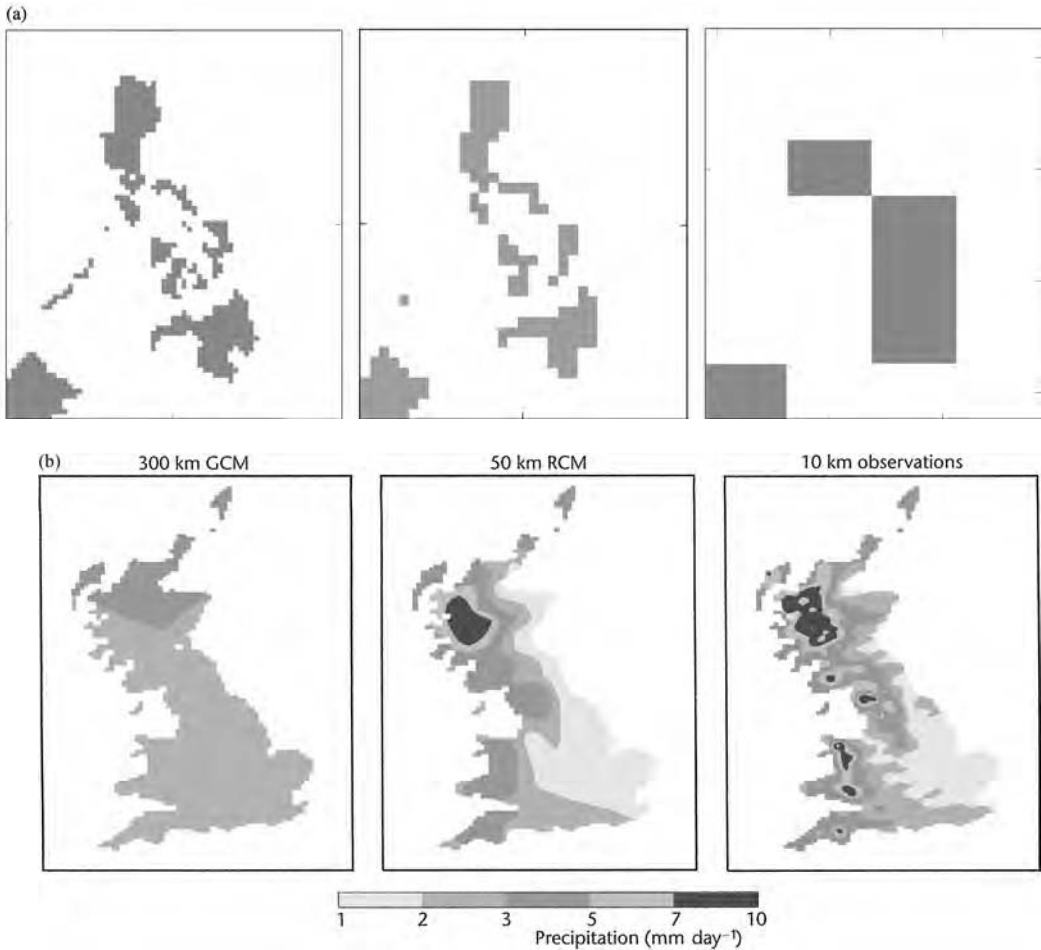 (a)
(b)
300 km GCM
50 km RCM
10 km observations
1 2 3 5 7 10
Precipitation (mm day⁻¹)